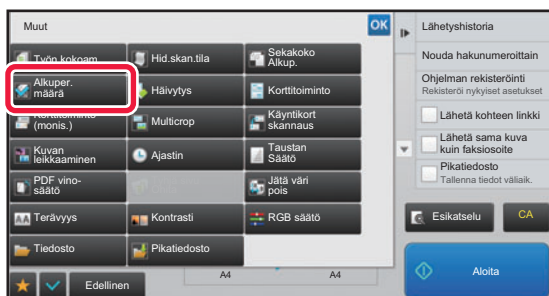 Muut
OK
Työn kokoam.
Hid.skan.tila
Sekakoko
Alkup.
Alkuper.
määrä
Häivytys
Korttitoiminto
Korttitoiminto
(monis.)
Multicrop
Käyntikort
skannaus
Kuvan
leikkaaminen
Ajastin
Taustan
Säätö
PDF vino-
säätö
Jätä väri
pois
Terävyys
Kontrasti
RGB säätö
Tiedosto
Pikatiedosto
Edellinen
A4
A4
Lähetyshistoria
Nouda hakunumeroittain
Ohjelman rekisteröinti
Rekisteröi nykyiset asetukset
Lähetä kohteen linkki
Lähetä sama kuva
kuin faksiosoite
Pikatiedosto
Tallenna tiedot väliaik.
Esikatselu
CA
Aloita